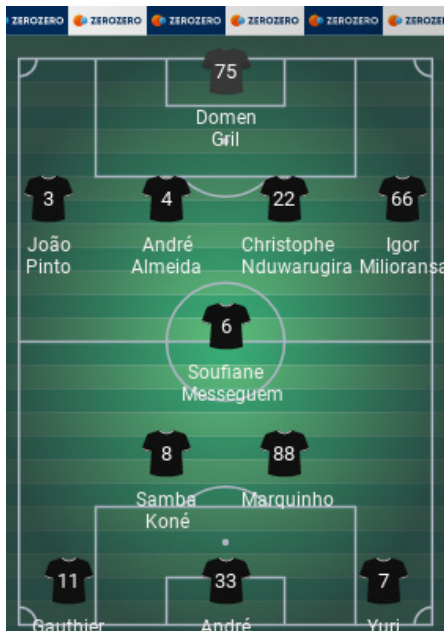 ZEROZERO ZEROZERO ZEROZERO ZEROZERO ZEROZERO ZEROZE
75
Domen
Gril
3 4 22 66
João André Christophe Igor
Pinto Almeida Nduwarugira Milioransa
6
Soufiane
Messeguem
8 88
Samba Marquinho
Koné
11 33 7
Gauthier André Yuri